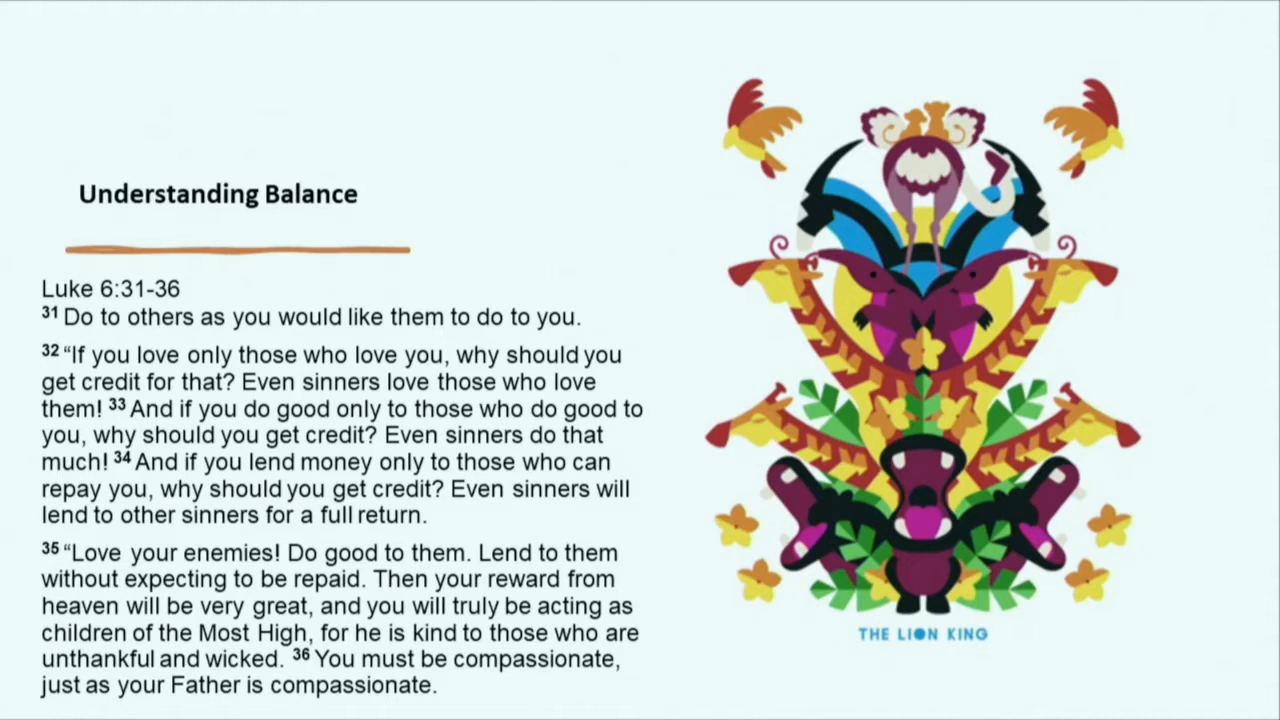 Understanding Balance
Luke 6:31-36
³¹ Do to others as you would like them to do to you.
³² “If you love only those who love you, why should you
get credit for that? Even sinners love those who love
them! ³³ And if you do good only to those who do good to
you, why should you get credit? Even sinners do that
much! ³⁴ And if you lend money only to those who can
repay you, why should you get credit? Even sinners will
lend to other sinners for a full return.
³⁵ “Love your enemies! Do good to them. Lend to them
without expecting to be repaid. Then your reward from
heaven will be very great, and you will truly be acting as
children of the Most High, for he is kind to those who are
unthankful and wicked. ³⁶ You must be compassionate,
just as your Father is compassionate.
THE LION KING